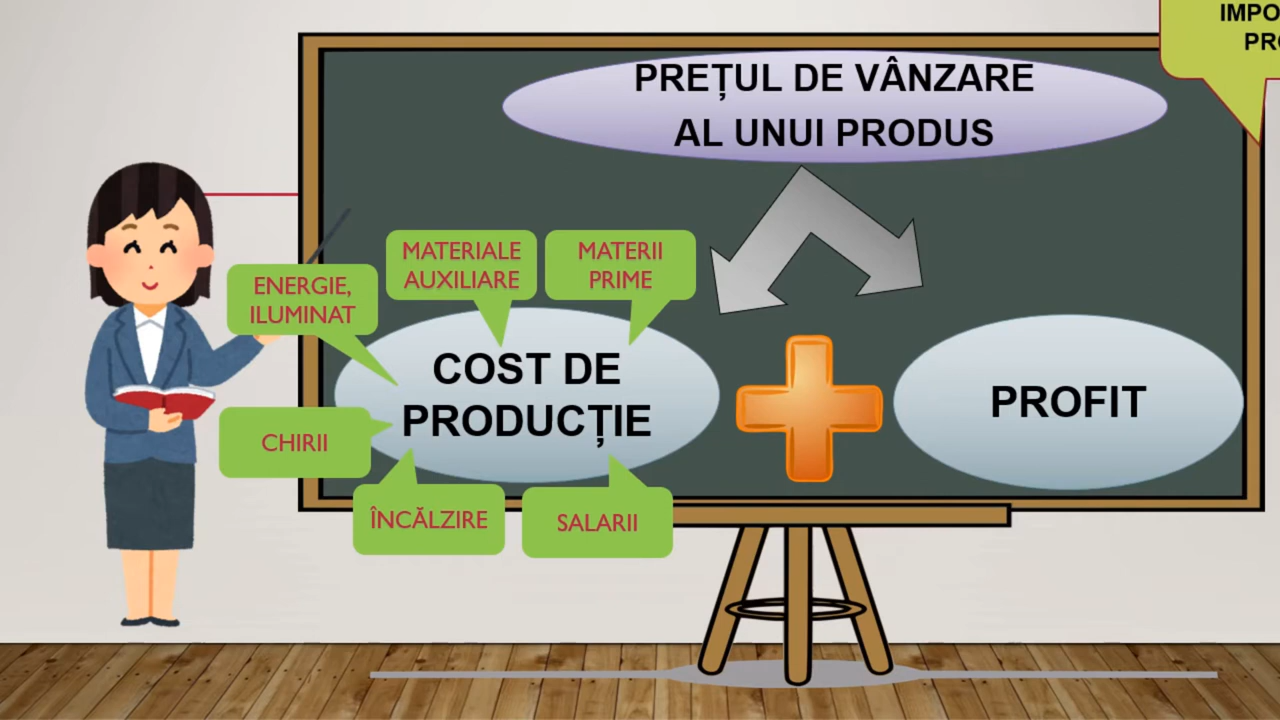 PREȚUL DE VÂNZARE
AL UNUI PRODUS
MATERIALE
AUXILIARE
MATERII
PRIME
ENERGIE,
ILUMINAT
COST DE
PRODUCȚIE
PROFIT
CHIRII
ÎNCĂLZIRE
SALARII